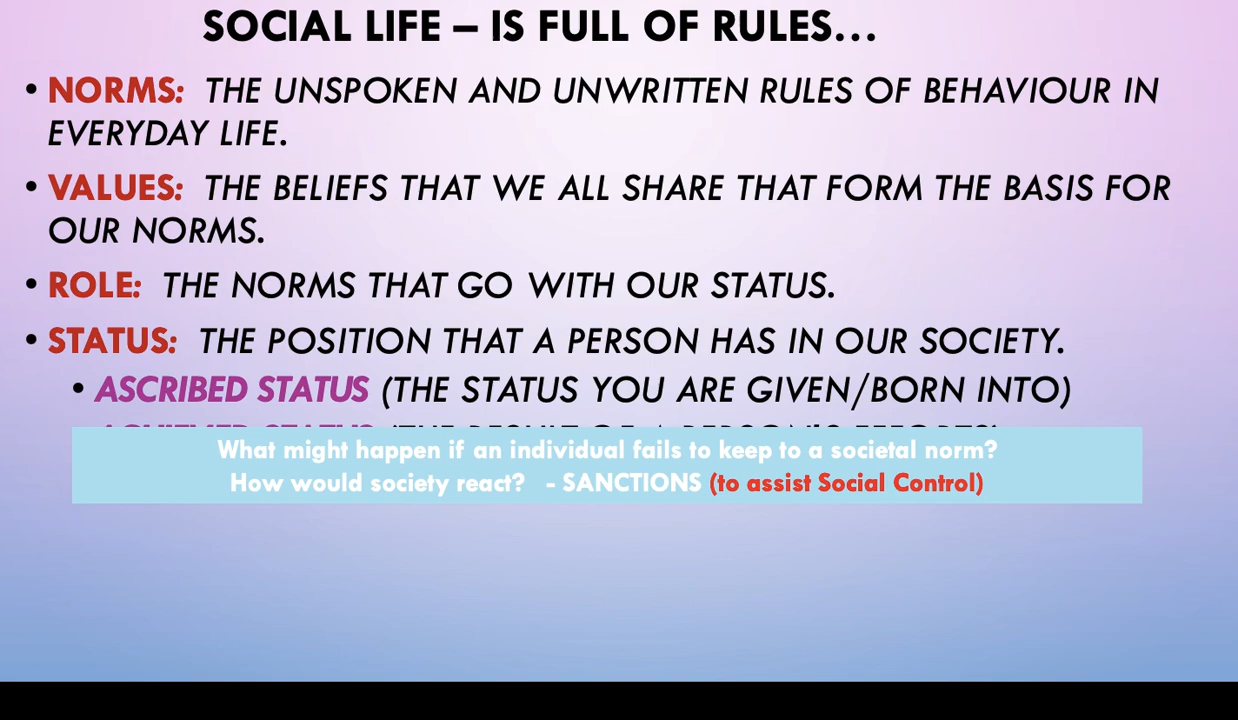 SOCIAL LIFE – IS FULL OF RULES...
• NORMS: THE UNSPOKEN AND UNWRITTEN RULES OF BEHAVIOUR IN
EVERYDAY LIFE.
• VALUES: THE BELIEFS THAT WE ALL SHARE THAT FORM THE BASIS FOR
OUR NORMS.
• ROLE: THE NORMS THAT GO WITH OUR STATUS.
• STATUS: THE POSITION THAT A PERSON HAS IN OUR SOCIETY.
• ASCRIBED STATUS (THE STATUS YOU ARE GIVEN/BORN INTO)
What might happen if an individual fails to keep to a societal norm?
How would society react? - SANCTIONS (to assist Social Control)